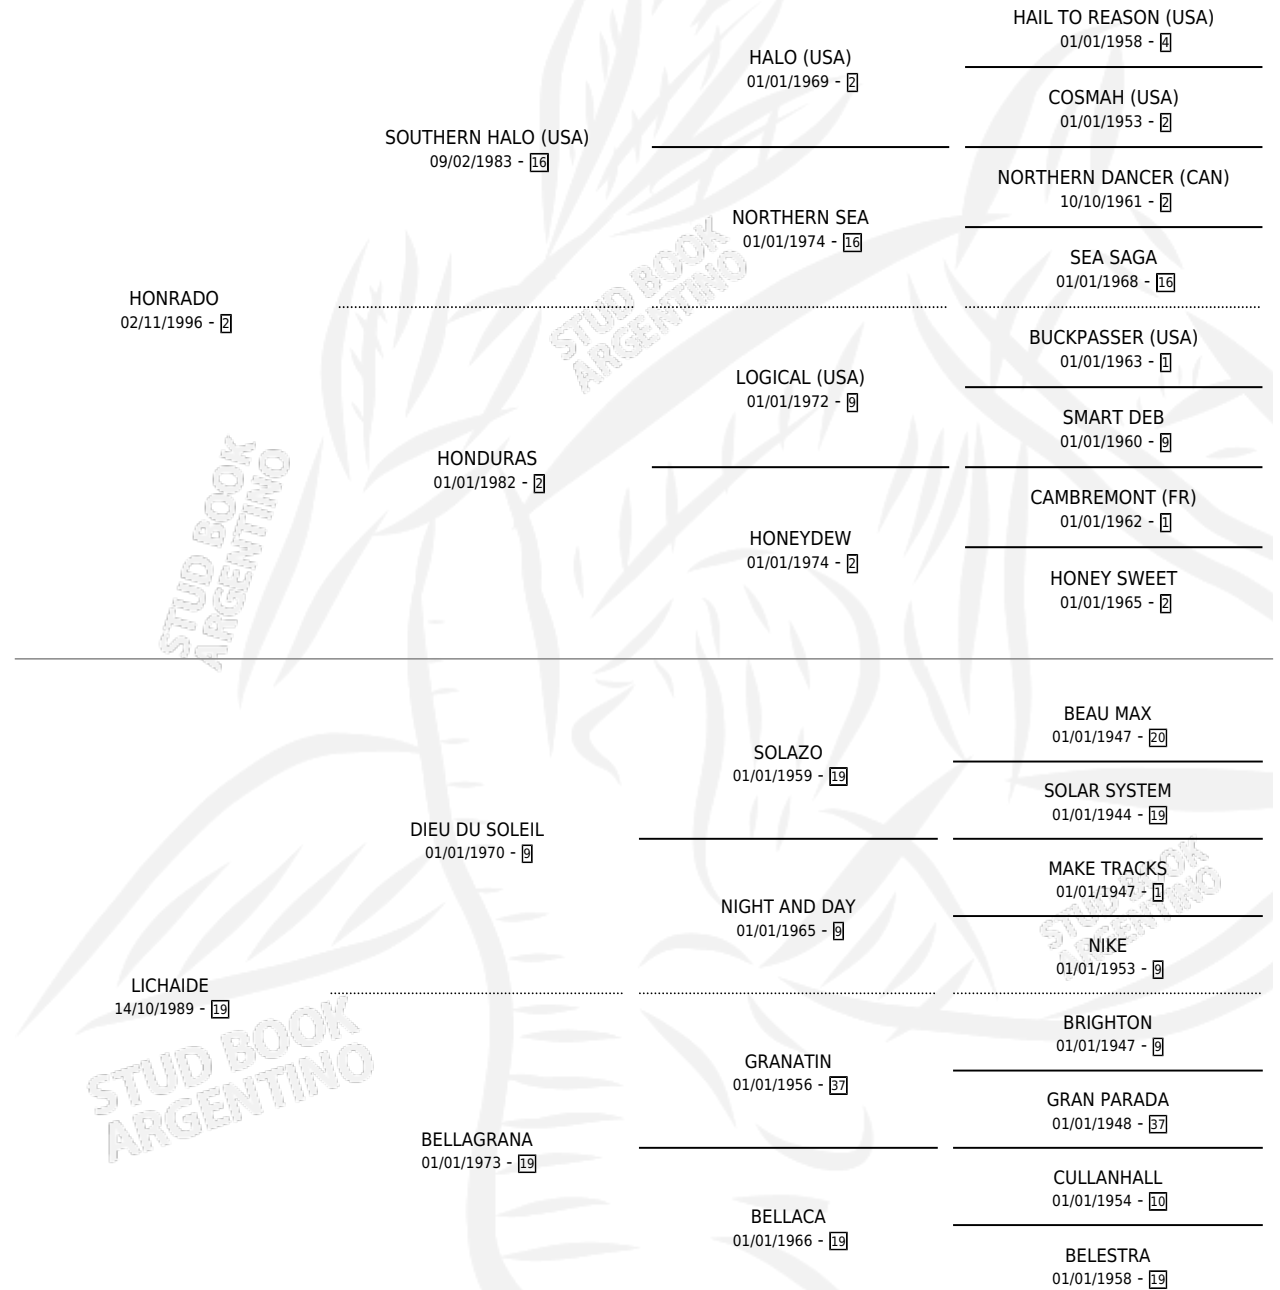 HAIL TO REASON (USA)
01/01/1958 - 4
HALO (USA)
01/01/1969 - 2
COSMAH (USA)
01/01/1953 - 2
SOUTHERN HALO (USA)
09/02/1983 - 16
NORTHERN DANCER (CAN)
10/10/1961 - 2
NORTHERN SEA
01/01/1974 - 16
SEA SAGA
01/01/1968 - 16
STUD BOOK
ARGENTINO
HONRADO
02/11/1996 - 2
BUCKPASSER (USA)
01/01/1963 - 1
LOGICAL (USA)
01/01/1972 - 9
SMART DEB
01/01/1960 - 9
HONDURAS
01/01/1982 - 2
CAMBREMONT (FR)
01/01/1962 - 1
HONEYDEW
01/01/1974 - 2
HONEY SWEET
01/01/1965 - 2
STUD BOOK
ARGENTINO
BEAU MAX
01/01/1947 - 20
SOLAZO
01/01/1959 - 19
SOLAR SYSTEM
01/01/1944 - 19
DIEU DU SOLEIL
01/01/1970 - 9
MAKE TRACKS
01/01/1947 - 1
NIGHT AND DAY
01/01/1965 - 9
STUD BOOK
ARGENTINO
NIKE
01/01/1953 - 9
LICHAIDE
14/10/1989 - 19
STUD BOOK
ARGENTINO
BRIGHTON
01/01/1947 - 9
GRANATIN
01/01/1956 - 37
GRAN PARADA
01/01/1948 - 37
BELLAGRANA
01/01/1973 - 19
CULLANHALL
01/01/1954 - 10
BELLACA
01/01/1966 - 19
BELESTRA
01/01/1958 - 19